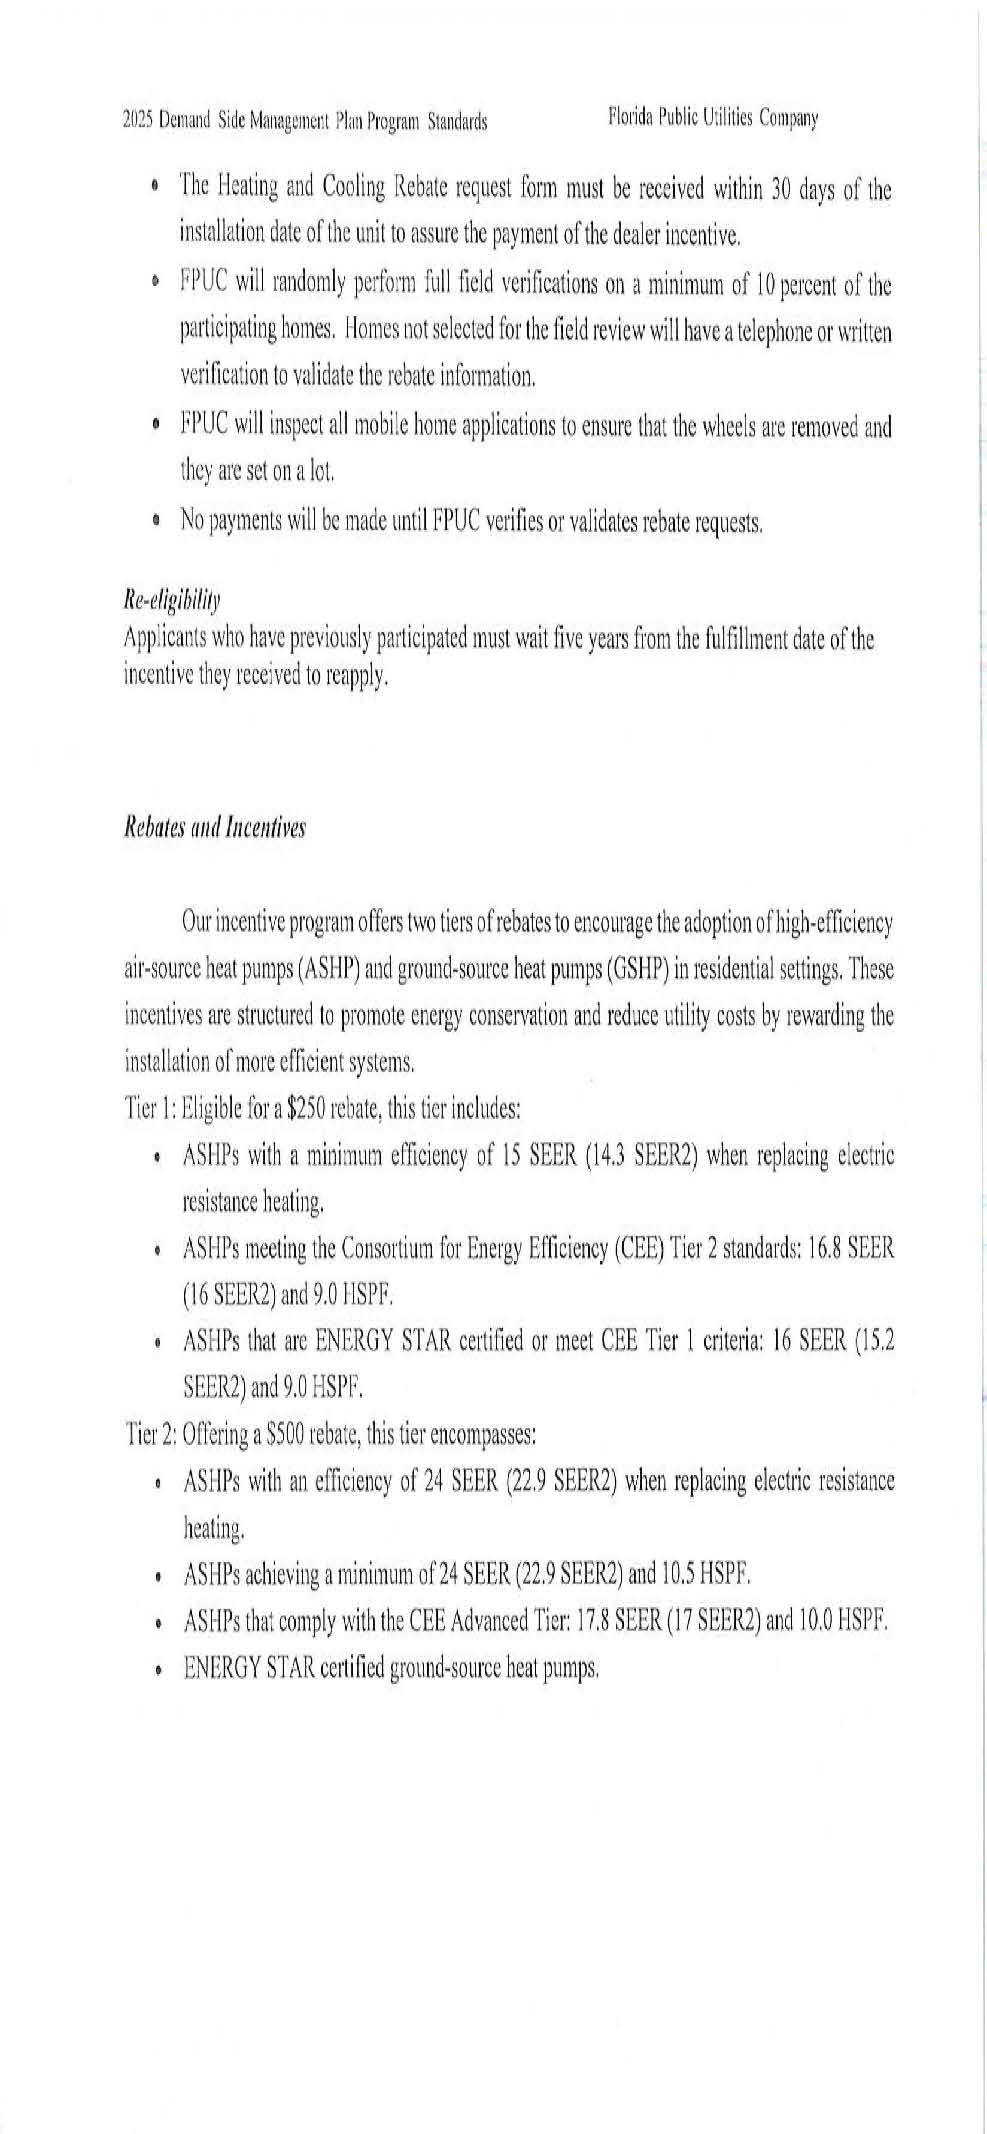 2025 Demand Side Management Plan Program Standards Florida Public Utilities Company
• The Heating and Cooling Rebate request form must be received within 30 days of the
installation date of the unit to assure the payment of the dealer incentive.
• FPUC will randomly perform full field verifications on a minimum of 10 percent of the
participating homes. Homes not selected for the field review will have a telephone or written
verification to validate the rebate information.
• FPUC will inspect all mobile home applications to ensure that the wheels are removed and
they are set on a lot.
• No payments will be made until FPUC verifies or validates rebate requests.
Re-eligibility
Applicants who have previously participated must wait five years from the fulfillment date of the
incentive they received to reapply.
Rebates and Incentives
Our incentive program offers two tiers of rebates to encourage the adoption of high-efficiency
air-source heat pumps (ASHP) and ground-source heat pumps (GSHP) in residential settings. These
incentives are structured to promote energy conservation and reduce utility costs by rewarding the
installation of more efficient systems.
Tier 1: Eligible for a $250 rebate, this tier includes:
• ASHPs with a minimum efficiency of 15 SEER (14.3 SEER2) when replacing electric
resistance heating.
• ASHPs meeting the Consortium for Energy Efficiency (CEE) Tier 2 standards: 16.8 SEER
(16 SEER2) and 9.0 HSPF.
• ASHPs that are ENERGY STAR certified or meet CEE Tier 1 criteria: 16 SEER (15.2
SEER2) and 9.0 HSPF.
Tier 2: Offering a $500 rebate, this tier encompasses:
• ASHPs with an efficiency of 24 SEER (22.9 SEER2) when replacing electric resistance
heating.
• ASHPs achieving a minimum of 24 SEER (22.9 SEER2) and 10.5 HSPF.
• ASHPs that comply with the CEE Advanced Tier: 17.8 SEER (17 SEER2) and 10.0 HSPF.
• ENERGY STAR certified ground-source heat pumps.